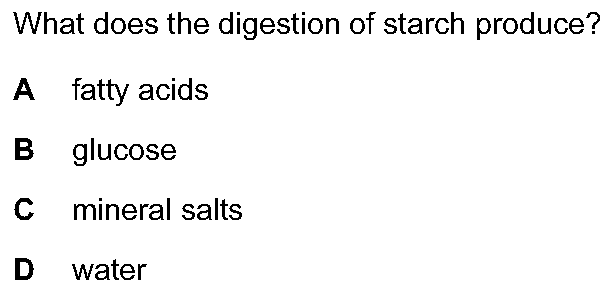 What does the digestion of starch produce?
A fatty acids
B glucose
C mineral salts
D water